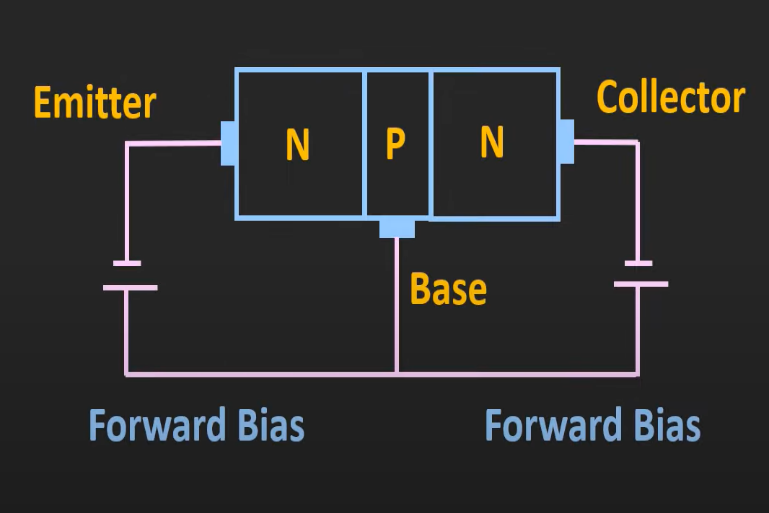 Emitter
Collector
N
P
N
Base
Forward Bias
Forward Bias